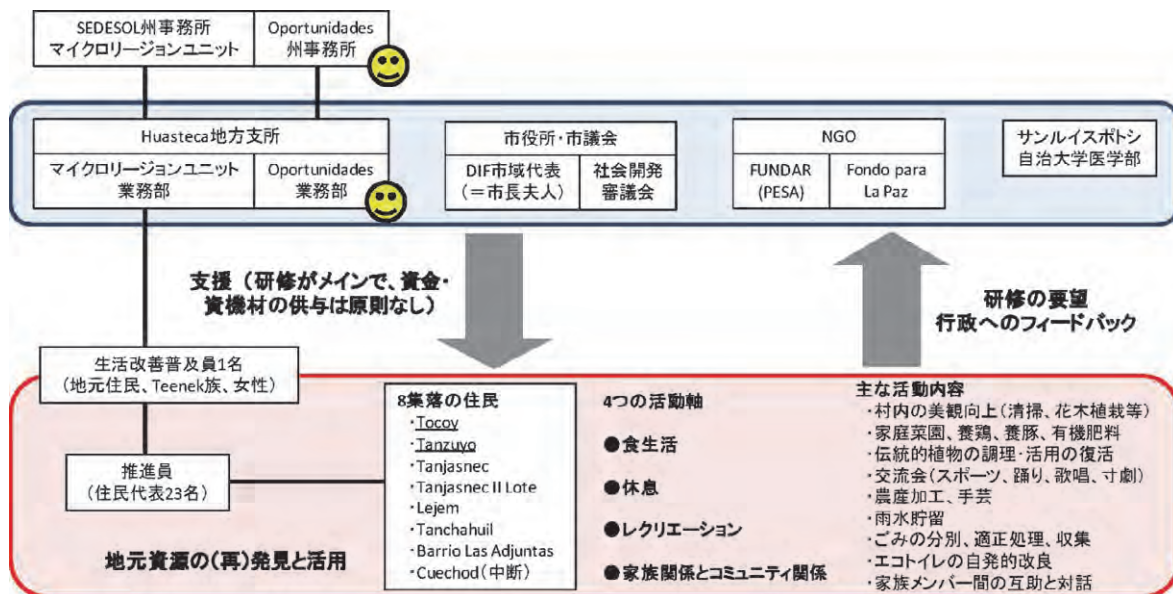 SEDESOL州事務所
マイクロリージョンユニット
Oportunidades
州事務所
Huasteca地方支所
マイクロリージョンユニット
業務部
Oportunidades
業務部
市役所・市議会
DIF市域代表
(=市長夫人)
社会開発
審議会
NGO
FUNDAR
(PESA)
Fondo para
La Paz
サンルイスポトシ
自治大学医学部
支援（研修がメインで、資金・
資機材の供与は原則なし）
研修の要望
行政へのフィードバック
生活改善普及員1名
(地元住民、Teenek族、女性)
推進員
(住民代表23名)
地元資源の(再)発見と活用
8集落の住民
・Tocoy
・Tanzuyo
・Tanjasnec
・Tanjasnec II Lote
・Lejem
・Tanchahuil
・Barrio Las Adjuntas
・Cuechod(中断)
4つの活動軸
●食生活
●休息
●レクリエーション
●家族関係とコミュニティ関係
主な活動内容
・村内の美観向上(清掃、花木植栽等)
・家庭菜園、養鶏、養豚、有機肥料
・伝統的植物の調理・活用の復活
・交流会(スポーツ、踊り、歌唱、寸劇)
・農産加工、手芸
・雨水貯留
・ごみの分別、適正処理、収集
・エコトイレの自発的改良
・家族メンバー間の互助と対話